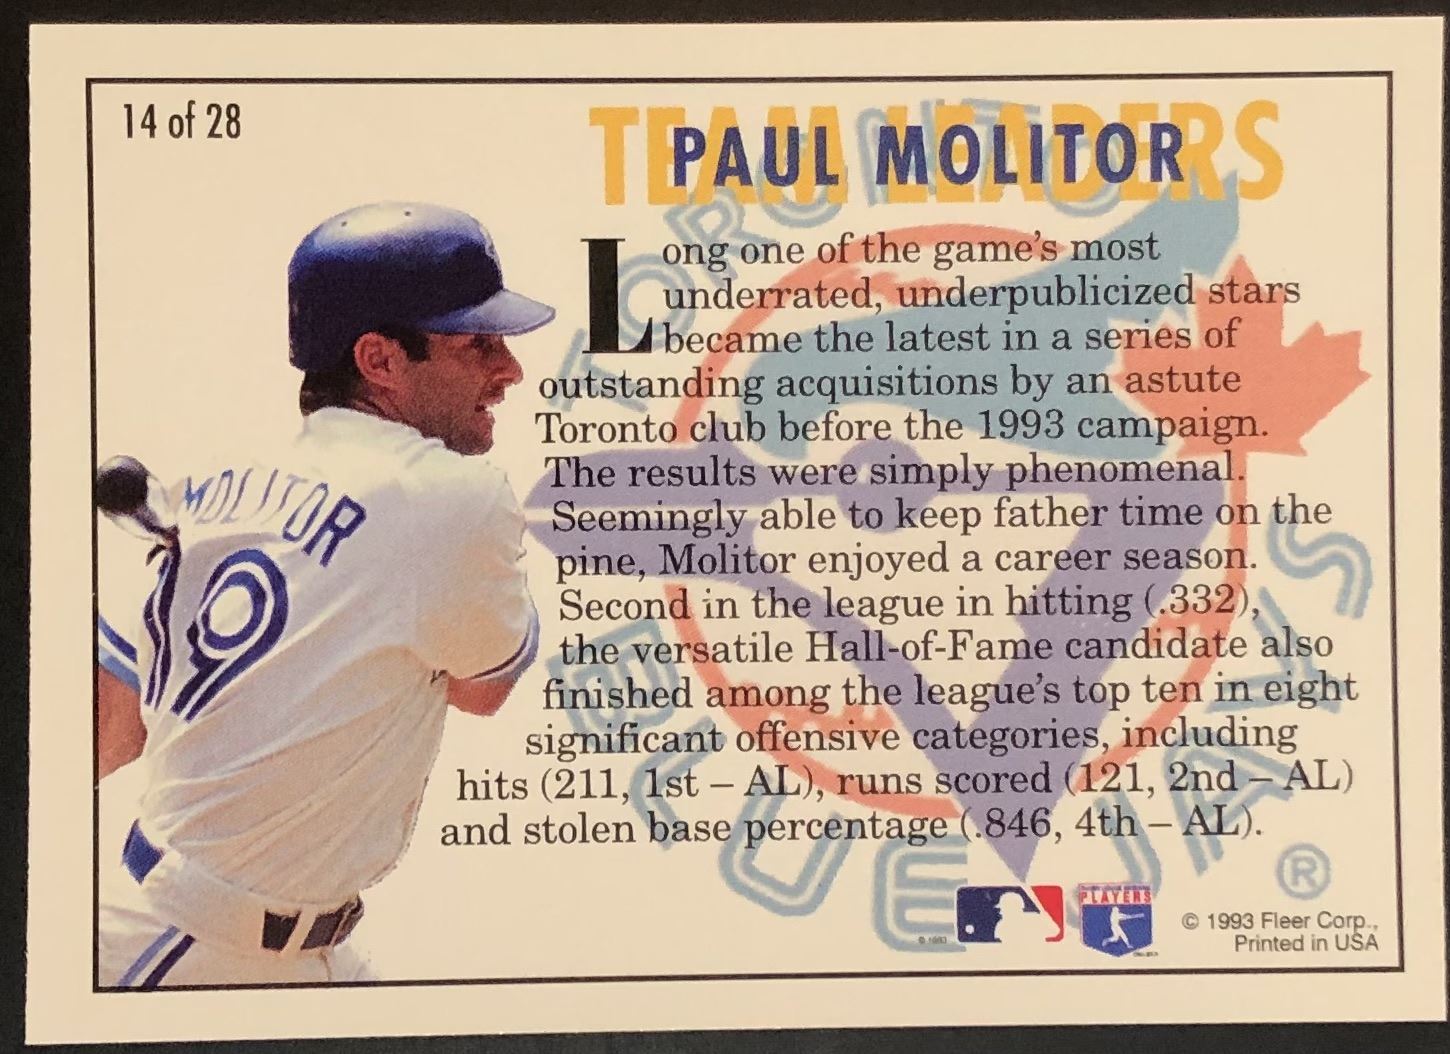 14 of 28
TEAM LEADERS
PAUL MOLITOR
TORONTO
Long one of the game's most
underrated, underpublicized stars
became the latest in a series of
outstanding acquisitions by an astute
Toronto club before the 1993 campaign.
The results were simply phenomenal.
Seemingly able to keep father time on the
pine, Molitor enjoyed a career season.
Second in the league in hitting (.332),
the versatile Hall-of-Fame candidate also
finished among the league's top ten in eight
significant offensive categories, including
hits (211, 1st – AL), runs scored (121, 2nd – AL)
and stolen base percentage (.846, 4th – AL).
BLUE JAYS
®
MOLITOR
19
PLAYERS
© 1993 Fleer Corp.,
Printed in USA